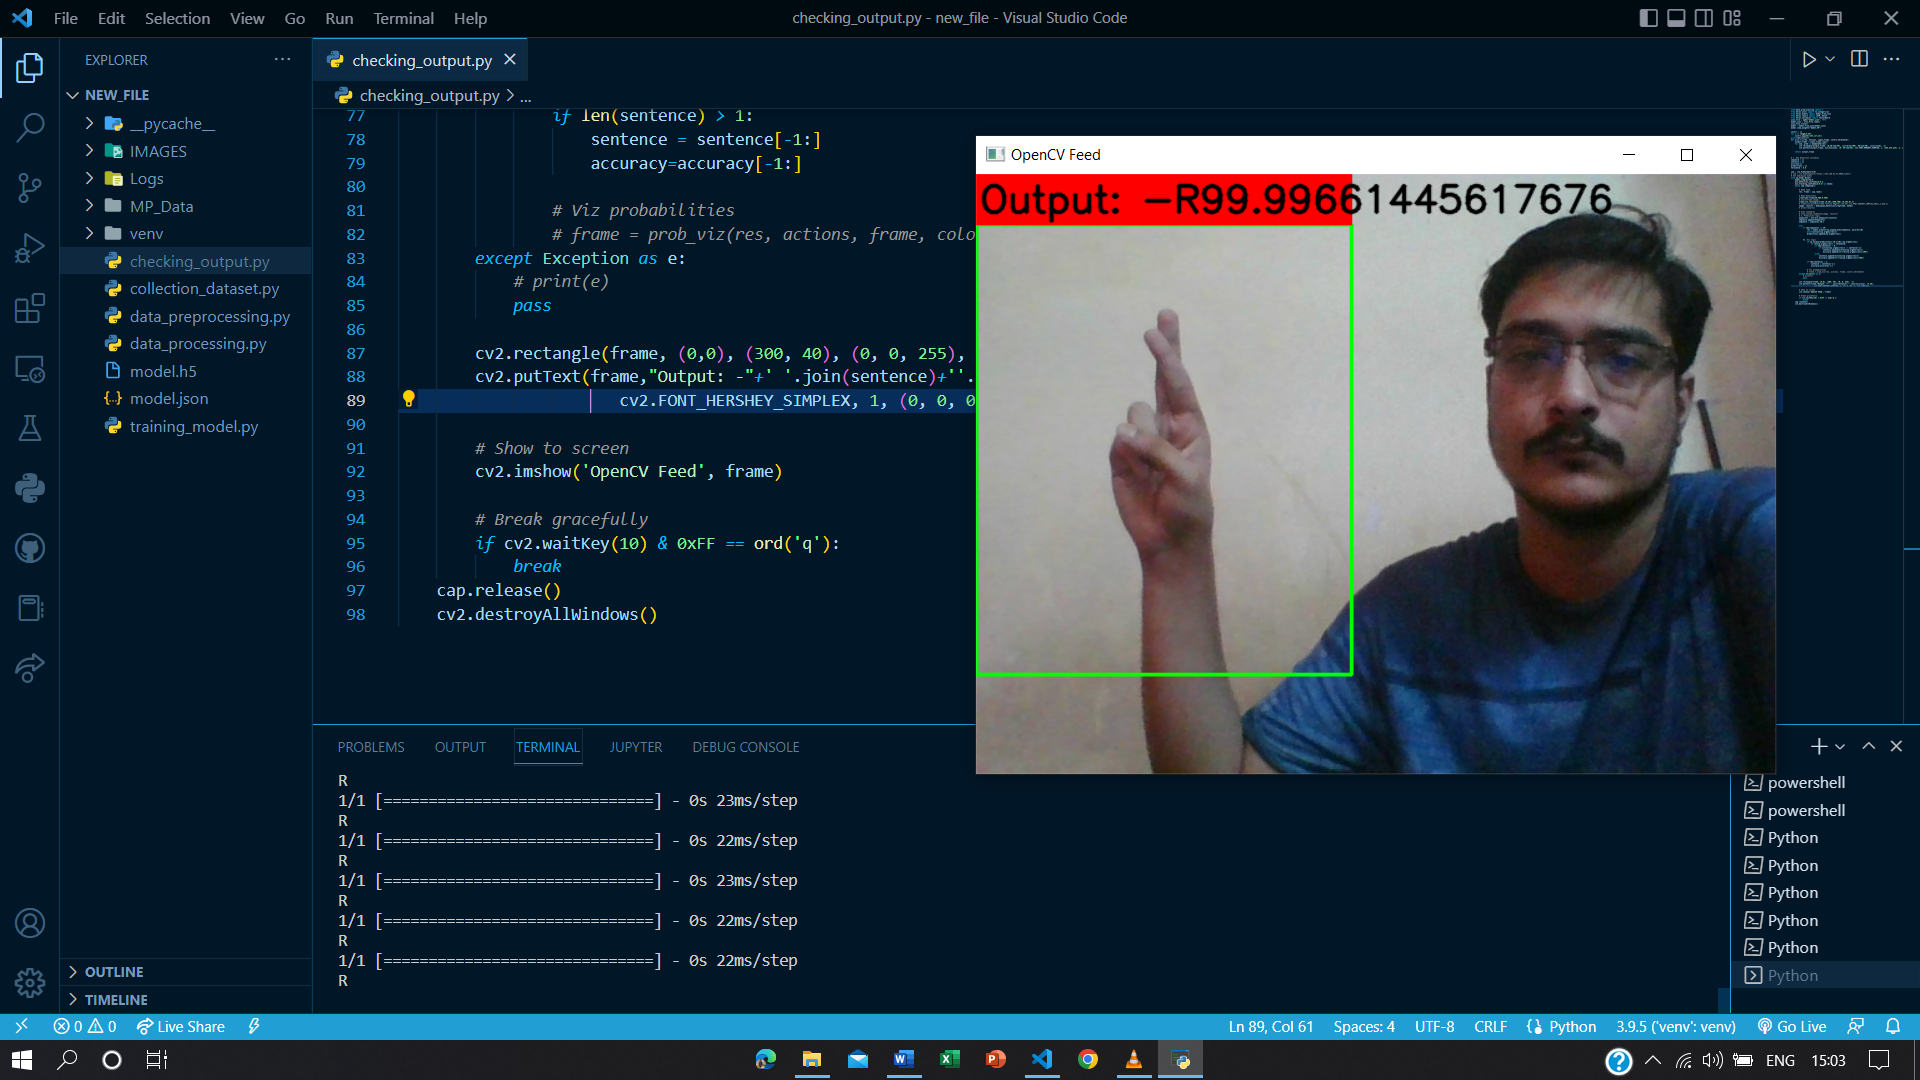 File Edit Selection View Go Run Terminal Help
checking_output.py - new_file - Visual Studio Code
EXPLORER
NEW_FILE
__pycache__
IMAGES
Logs
MP_Data
venv
checking_output.py
collection_dataset.py
data_preprocessing.py
data_processing.py
model.h5
model.json
training_model.py
OUTLINE
TIMELINE
checking_output.py
checking_output.py > ...
77 if len(sentence) > 1:
78 sentence = sentence[-1:]
79 accuracy=accuracy[-1:]
80
81 # Viz probabilities
82 # frame = prob_viz(res, actions, frame, colo
83 except Exception as e:
84 # print(e)
85 pass
86
87 cv2.rectangle(frame, (0,0), (300, 40), (0, 0, 255),
88 cv2.putText(frame,"Output: -"+' '.join(sentence)+''.
89 cv2.FONT_HERSHEY_SIMPLEX, 1, (0, 0, 0
90
91 # Show to screen
92 cv2.imshow('OpenCV Feed', frame)
93
94 # Break gracefully
95 if cv2.waitKey(10) & 0xFF == ord('q'):
96 break
97 cap.release()
98 cv2.destroyAllWindows()
OpenCV Feed
Output: -R99.99661445617676
PROBLEMS OUTPUT TERMINAL JUPYTER DEBUG CONSOLE
R
1/1 [==============================] - 0s 23ms/step
R
1/1 [==============================] - 0s 22ms/step
R
1/1 [==============================] - 0s 23ms/step
R
1/1 [==============================] - 0s 22ms/step
R
1/1 [==============================] - 0s 22ms/step
R
powershell
powershell
Python
Python
Python
Python
Python
Python
0 0 Live Share
Ln 89, Col 61 Spaces: 4 UTF-8 CRLF Python 3.9.5 ('venv': venv) Go Live
ENG 15:03